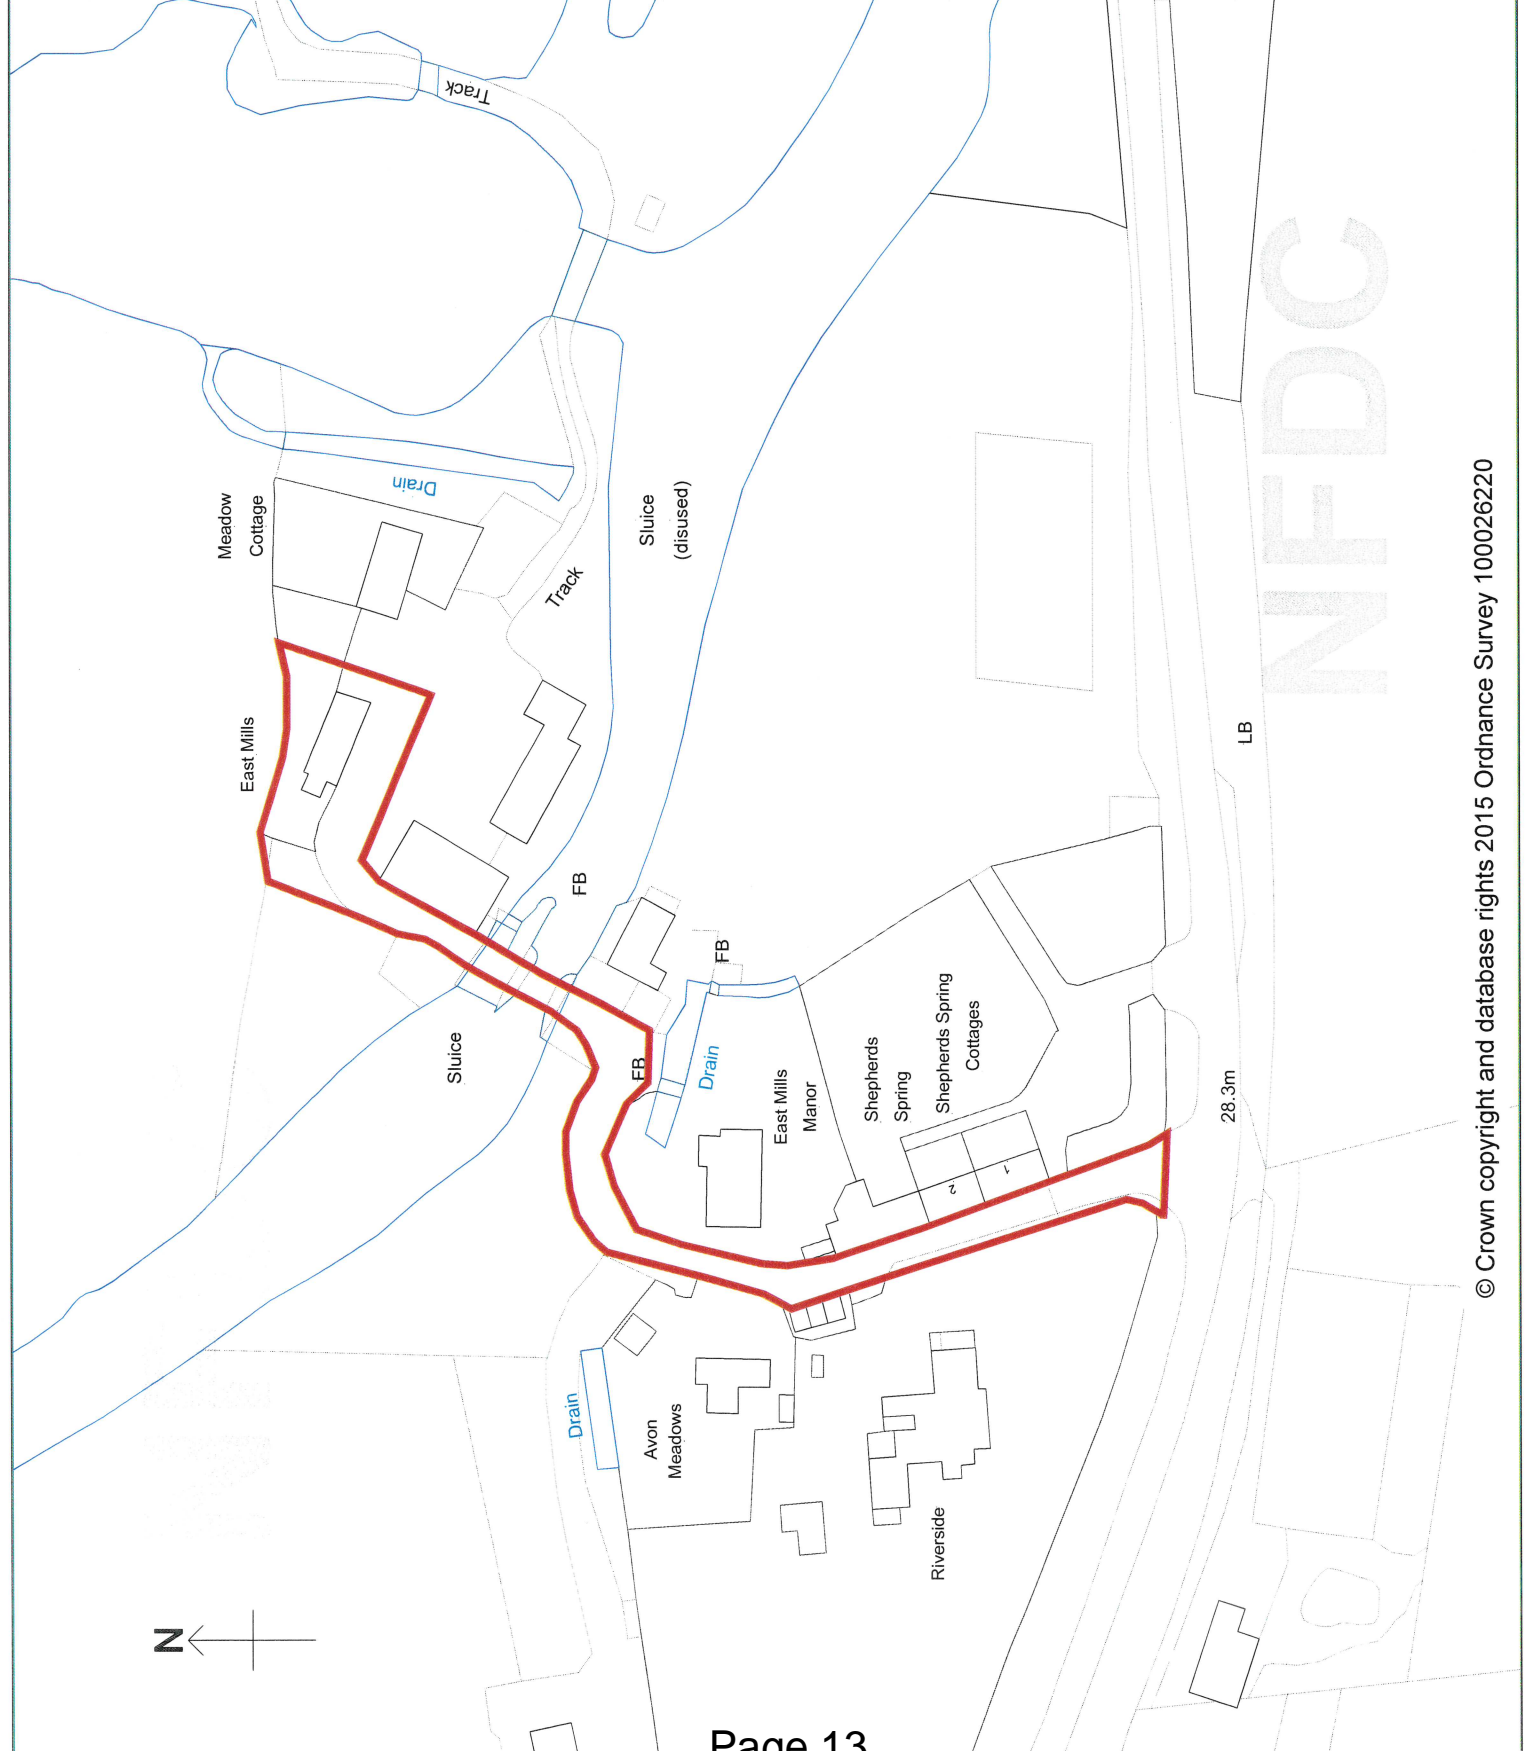 Track
Meadow
Cottage
Drain
Sluice
(disused)
Track
East Mills
FB
FB
Sluice
FB
Drain
East Mills
Manor
Shepherds
Spring
Shepherds Spring
Cottages
1
2
LB
28.3m
Drain
Avon
Meadows
Riverside
N
NFDC
© Crown copyright and database rights 2015 Ordnance Survey 100026220
Page 13